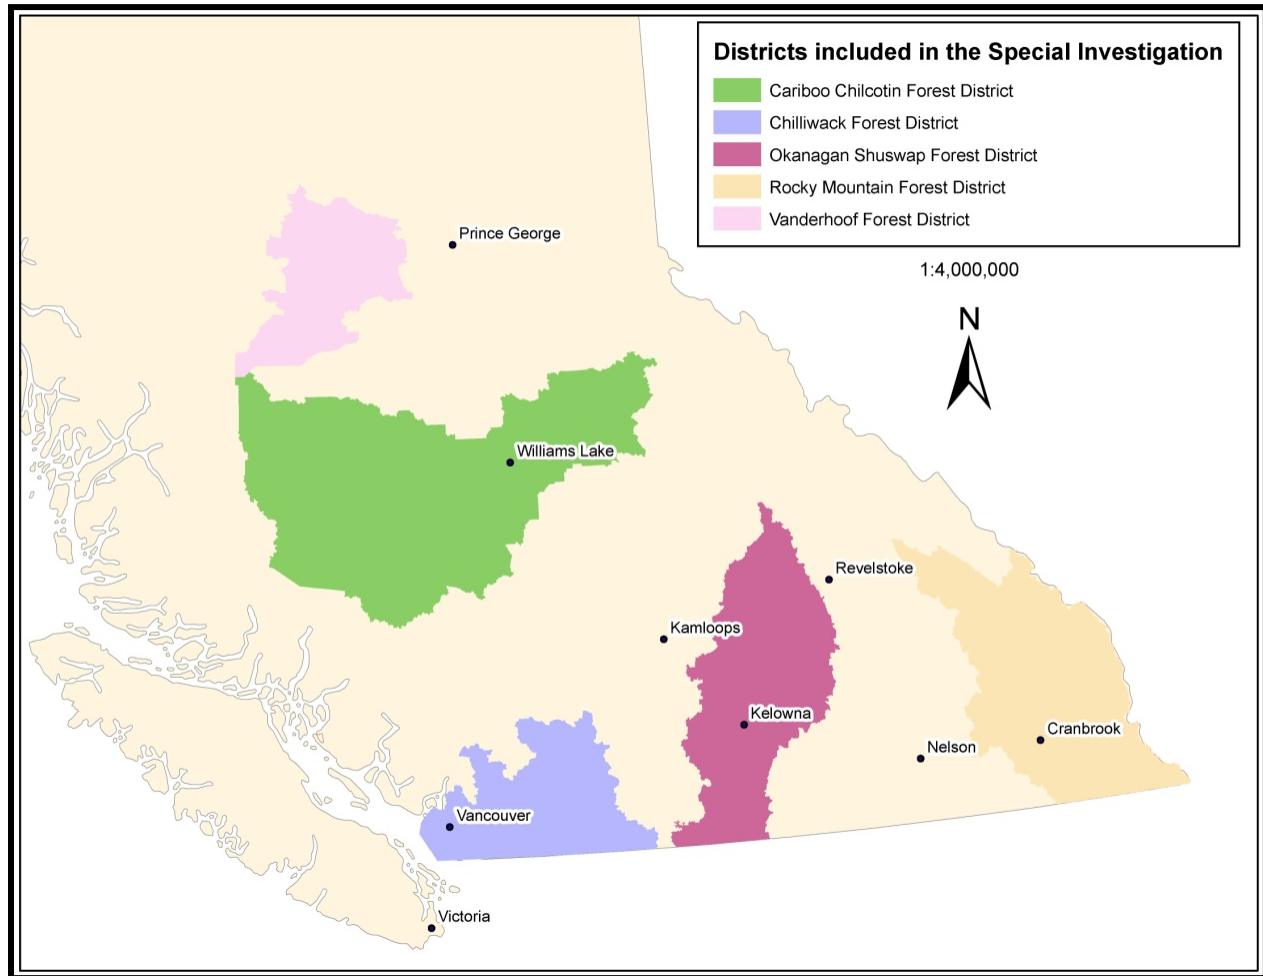 Districts included in the Special Investigation
Cariboo Chilcotin Forest District
Chilliwack Forest District
Okanagan Shuswap Forest District
Rocky Mountain Forest District
Vanderhoof Forest District
Prince George
1:4,000,000
N
Williams Lake
Revelstoke
Kamloops
Kelowna
Cranbrook
Nelson
Vancouver
Victoria